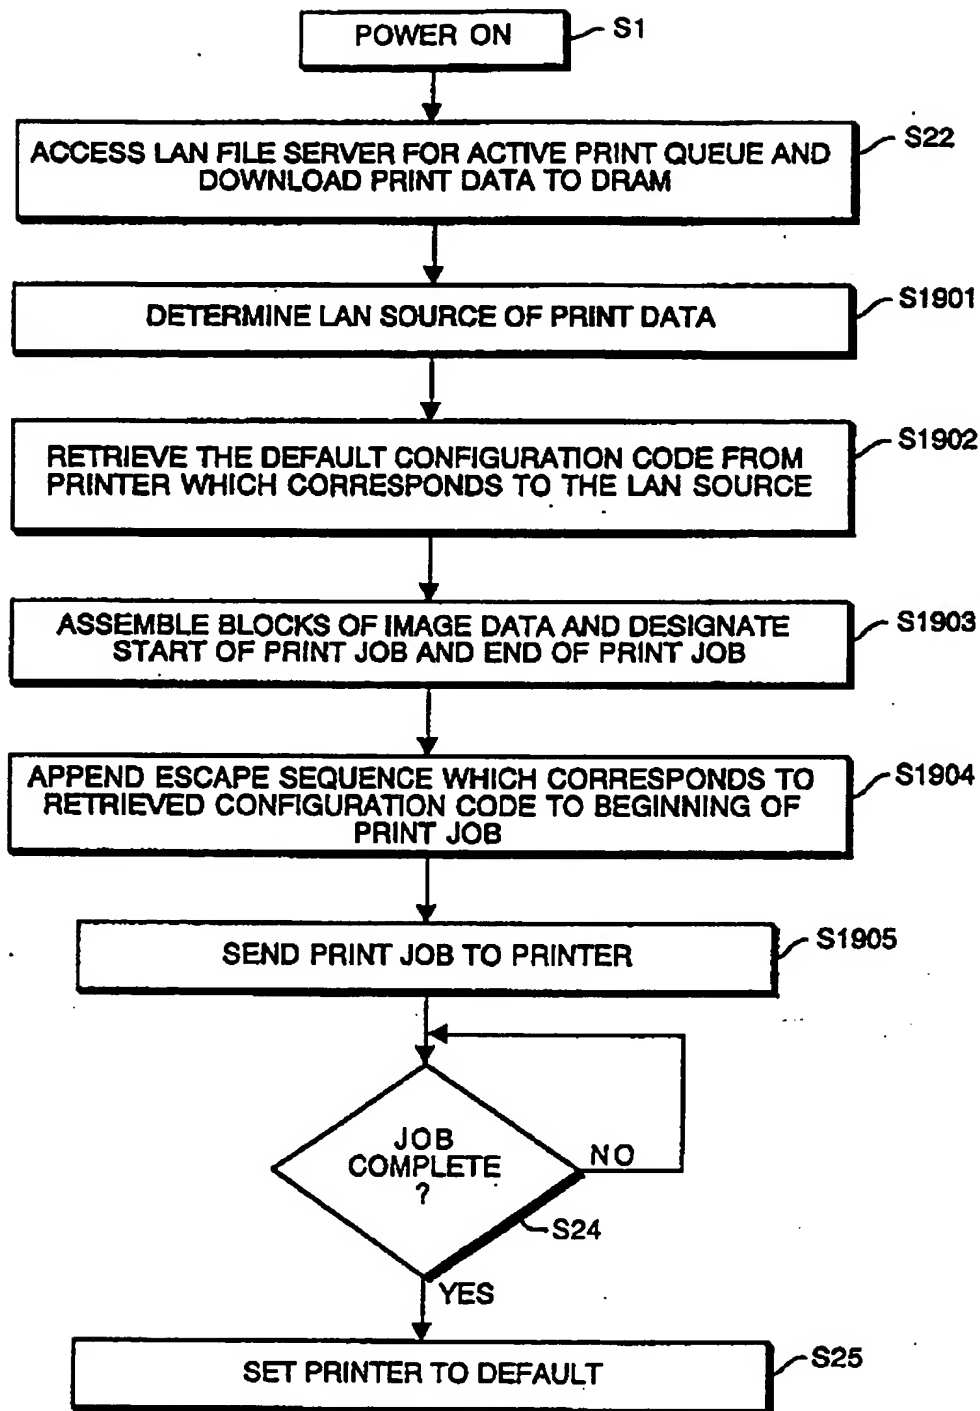 POWER ON
S1
ACCESS LAN FILE SERVER FOR ACTIVE PRINT QUEUE AND
DOWNLOAD PRINT DATA TO DRAM
S22
DETERMINE LAN SOURCE OF PRINT DATA
S1901
RETRIEVE THE DEFAULT CONFIGURATION CODE FROM
PRINTER WHICH CORRESPONDS TO THE LAN SOURCE
S1902
ASSEMBLE BLOCKS OF IMAGE DATA AND DESIGNATE
START OF PRINT JOB AND END OF PRINT JOB
S1903
APPEND ESCAPE SEQUENCE WHICH CORRESPONDS TO
RETRIEVED CONFIGURATION CODE TO BEGINNING OF
PRINT JOB
S1904
SEND PRINT JOB TO PRINTER
S1905
JOB
COMPLETE
?
NO
S24
YES
SET PRINTER TO DEFAULT
S25